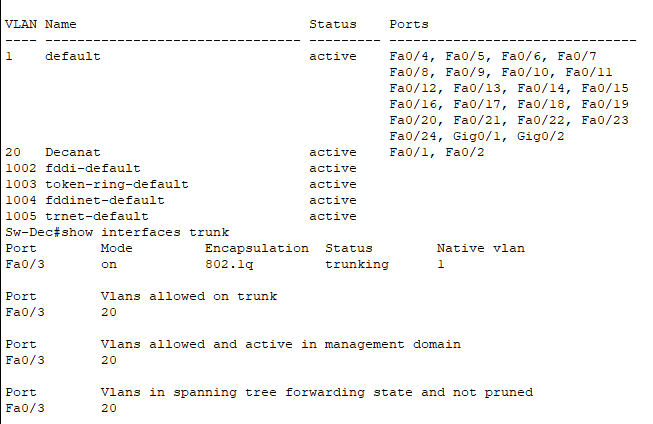 VLAN Name                             Status    Ports
---- -------------------------------- --------- -------------------------------
1    default                          active    Fa0/4, Fa0/5, Fa0/6, Fa0/7
                                                Fa0/8, Fa0/9, Fa0/10, Fa0/11
                                                Fa0/12, Fa0/13, Fa0/14, Fa0/15
                                                Fa0/16, Fa0/17, Fa0/18, Fa0/19
                                                Fa0/20, Fa0/21, Fa0/22, Fa0/23
                                                Fa0/24, Gig0/1, Gig0/2
20   Decanat                          active    Fa0/1, Fa0/2
1002 fddi-default                     active
1003 token-ring-default               active
1004 fddinet-default                  active
1005 trnet-default                    active
Sw-Dec#show interfaces trunk
Port        Mode         Encapsulation  Status        Native vlan
Fa0/3       on           802.1q         trunking      1

Port        Vlans allowed on trunk
Fa0/3       20

Port        Vlans allowed and active in management domain
Fa0/3       20

Port        Vlans in spanning tree forwarding state and not pruned
Fa0/3       20